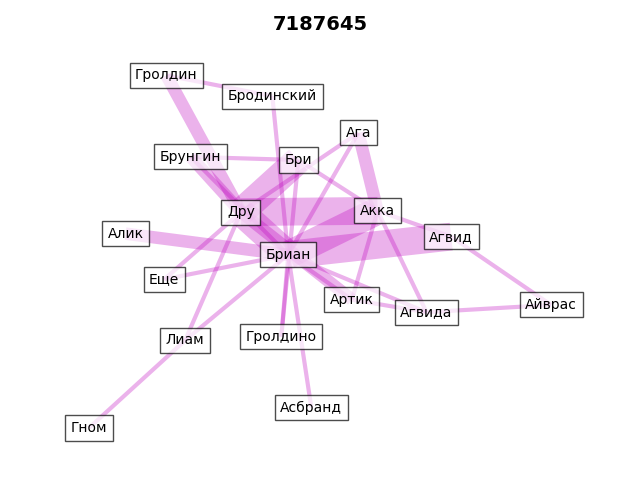 7187645
Гролдин
Бродинский
Ага
Брунгин
Бри
Дру
Акка
Алик
Агвид
Бриан
Еще
Артик
Агвида
Айврас
Лиам
Гролдино
Асбранд
Гном